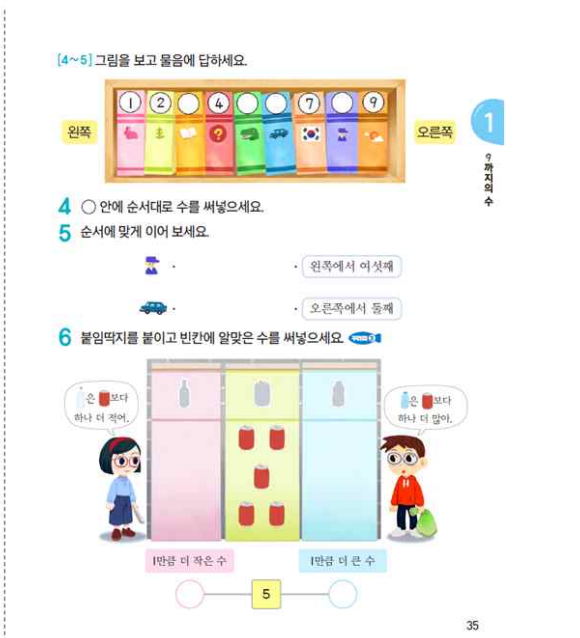 [4~5] 그림을 보고 물음에 답하세요.
1 2 4 7 9
왼쪽
오른쪽
1
9까지의 수
4 ○ 안에 순서대로 수를 써넣으세요.
5 순서에 맞게 이어 보세요.
· · 왼쪽에서 여섯째
· · 오른쪽에서 둘째
6 붙임딱지를 붙이고 빈칸에 알맞은 수를 써넣으세요.
은 보다
하나 더 적어.
은 보다
하나 더 많아.
1만큼 더 작은 수
1만큼 더 큰 수
5
35